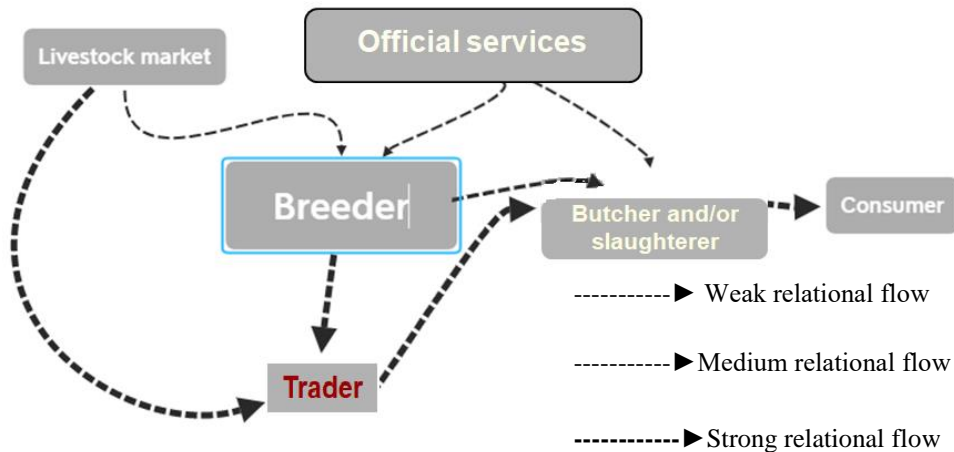 Official services
Livestock market
Breeder
Butcher and/or
slaughterer
Consumer
Weak relational flow
Medium relational flow
Trader
Strong relational flow